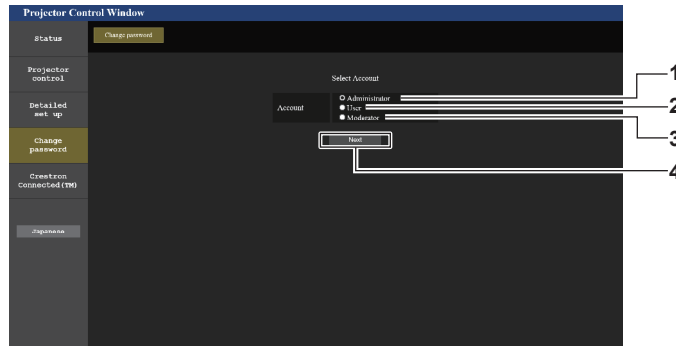 Projector Control Window
Status
Change password
Projector
control
Select Account
1
Account
Administrator
User
2
Moderator
3
Detailed
set up
Change
password
Next
4
Crestron
Connected(TM)
Japanese